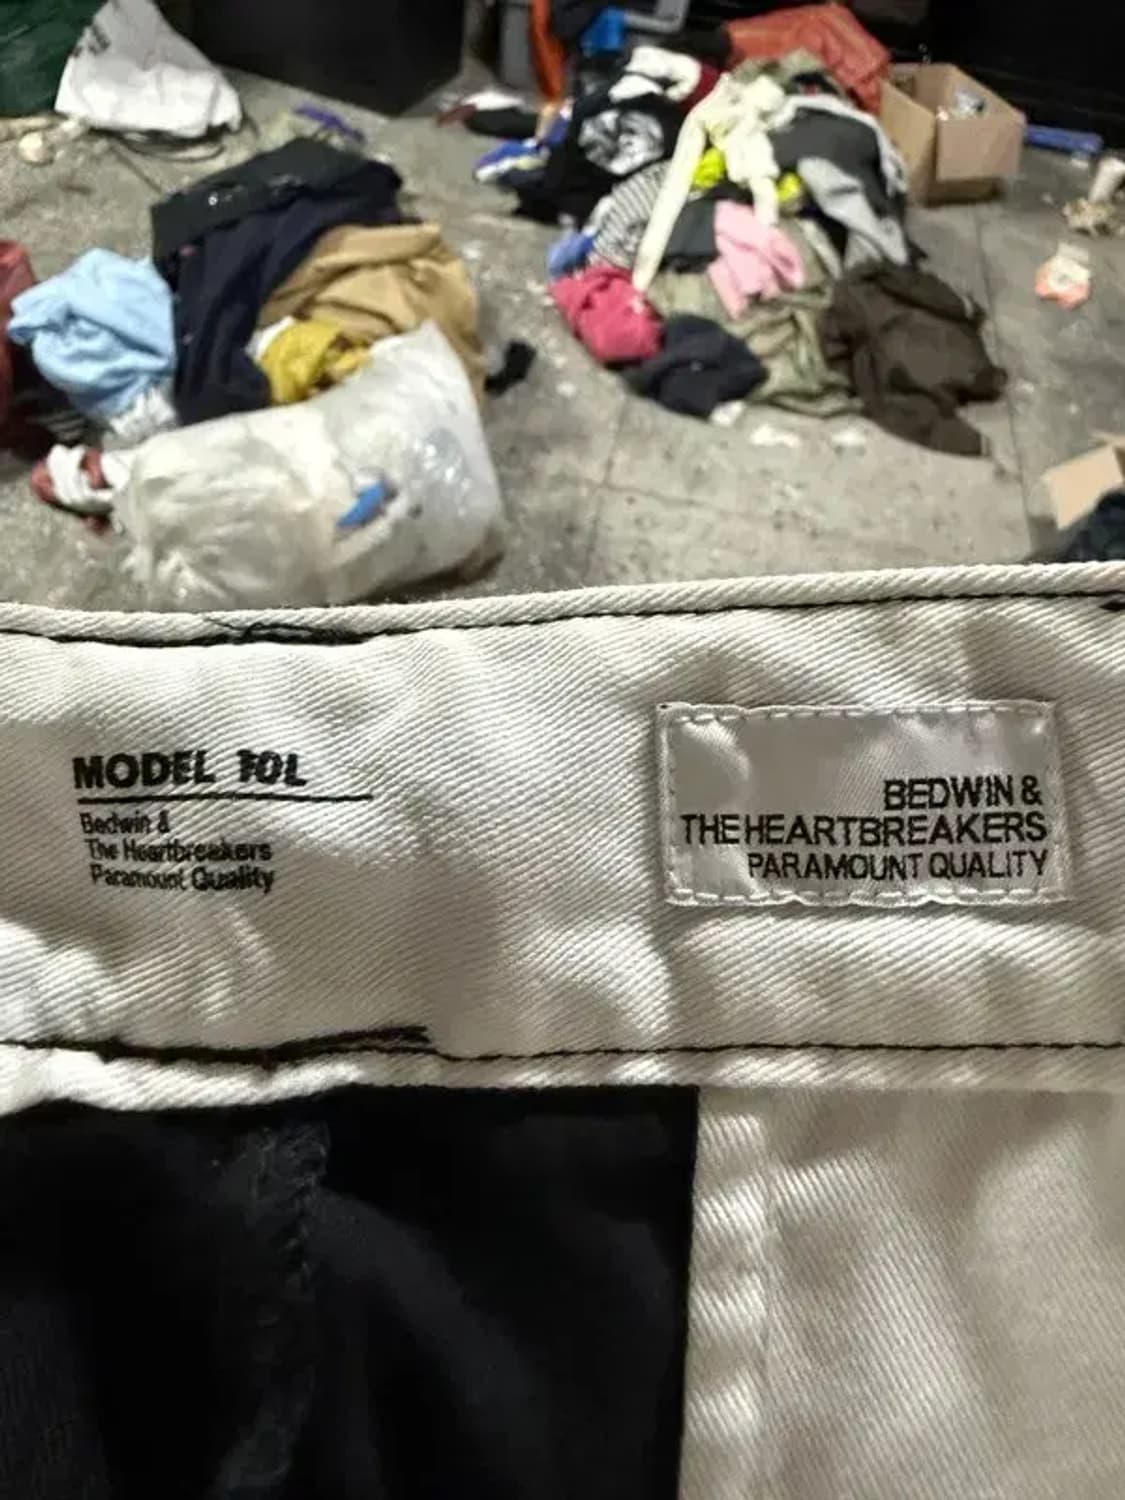 MODEL 10L
Bedwin &
The Heartbreakers
Paramount Quality
BEDWIN &
THE HEARTBREAKERS
PARAMOUNT QUALITY